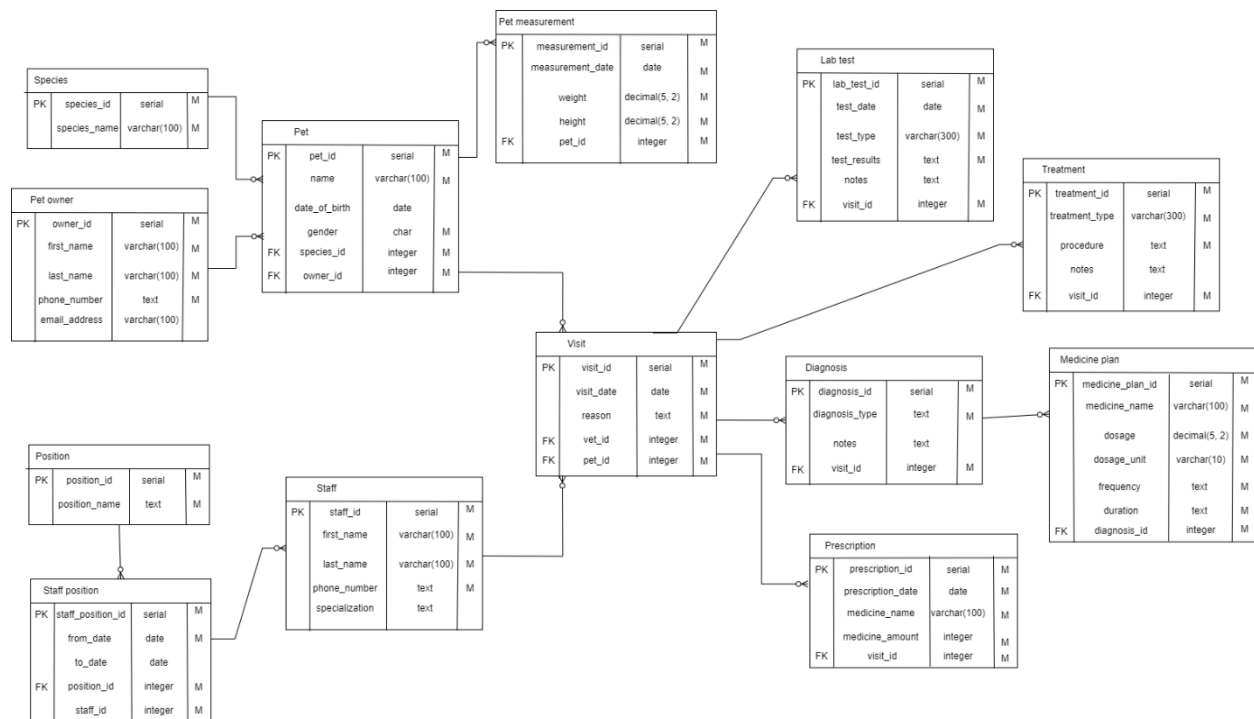 Pet measurement
PK measurement_id serial M
measurement_date date M
weight decimal(5, 2) M
height decimal(5, 2) M
FK pet_id integer M
Lab test
PK lab_test_id serial M
test_date date M
test_type varchar(300) M
test_results text M
notes text
FK visit_id integer M
Species
PK species_id serial M
species_name varchar(100) M
Pet
PK pet_id serial M
name varchar(100) M
date_of_birth date
gender char M
FK species_id integer M
FK owner_id integer M
Treatment
PK treatment_id serial M
treatment_type varchar(300) M
procedure text M
notes text
FK visit_id integer M
Pet owner
PK owner_id serial M
first_name varchar(100) M
last_name varchar(100) M
phone_number text M
email_address varchar(100)
Visit
PK visit_id serial M
visit_date date M
reason text M
FK vet_id integer M
FK pet_id integer M
Diagnosis
PK diagnosis_id serial M
diagnosis_type text M
notes text
FK visit_id integer M
Medicine plan
PK medicine_plan_id serial M
medicine_name varchar(100) M
dosage decimal(5, 2) M
dosage_unit varchar(10) M
frequency text M
duration text M
FK diagnosis_id integer M
Position
PK position_id serial M
position_name text M
Staff
PK staff_id serial M
first_name varchar(100) M
last_name varchar(100) M
phone_number text M
specialization text
Prescription
PK prescription_id serial M
prescription_date date M
medicine_name varchar(100) M
medicine_amount integer M
FK visit_id integer M
Staff position
PK staff_position_id serial M
from_date date M
to_date date
FK position_id integer M
staff_id integer M